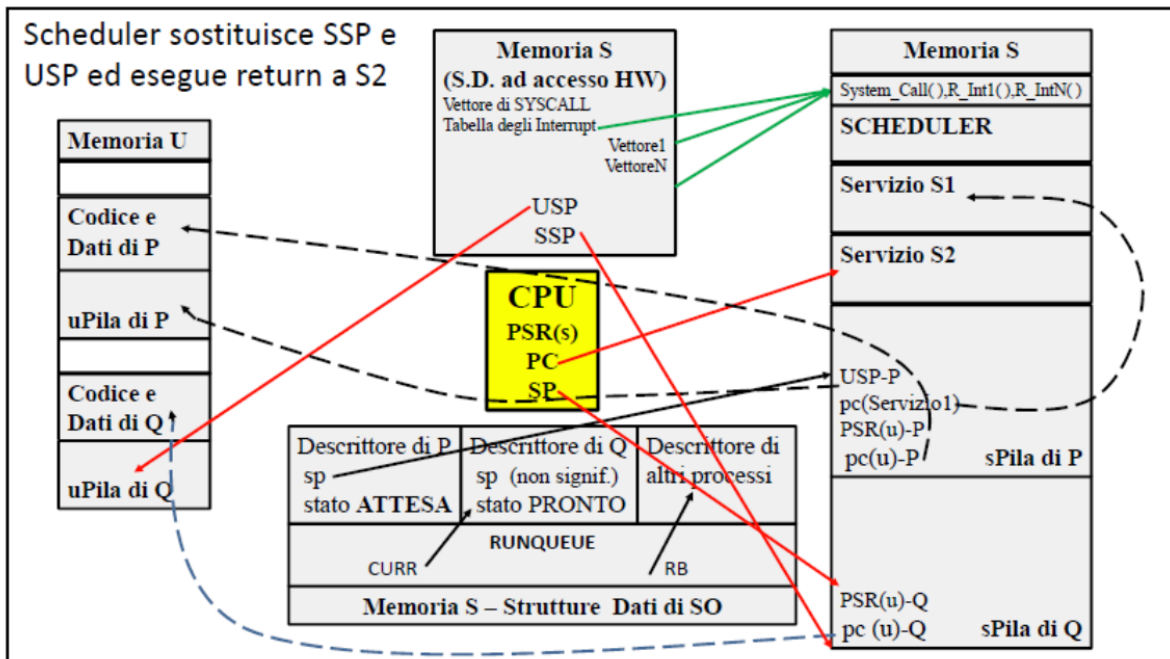 Scheduler sostituisce SSP e
USP ed esegue return a S2
Memoria U
Codice e
Dati di P
uPila di P
Codice e
Dati di Q
uPila di Q
Memoria S
(S.D. ad accesso HW)
Vettore di SYSCALL
Tabella degli Interrupt
Vettore1
VettoreN
USP
SSP
CPU
PSR(s)
PC
SP
Descrittore di P
sp
stato ATTESA
Descrittore di Q
sp (non signif.)
stato PRONTO
Descrittore di
altri processi
RUNQUEUE
CURR
RB
Memoria S – Strutture Dati di SO
Memoria S
System_Call(),R_Int1(),R_IntN()
SCHEDULER
Servizio S1
Servizio S2
USP-P
pc(Servizio1)
PSR(u)-P
pc(u)-P
sPila di P
PSR(u)-Q
pc (u)-Q
sPila di Q